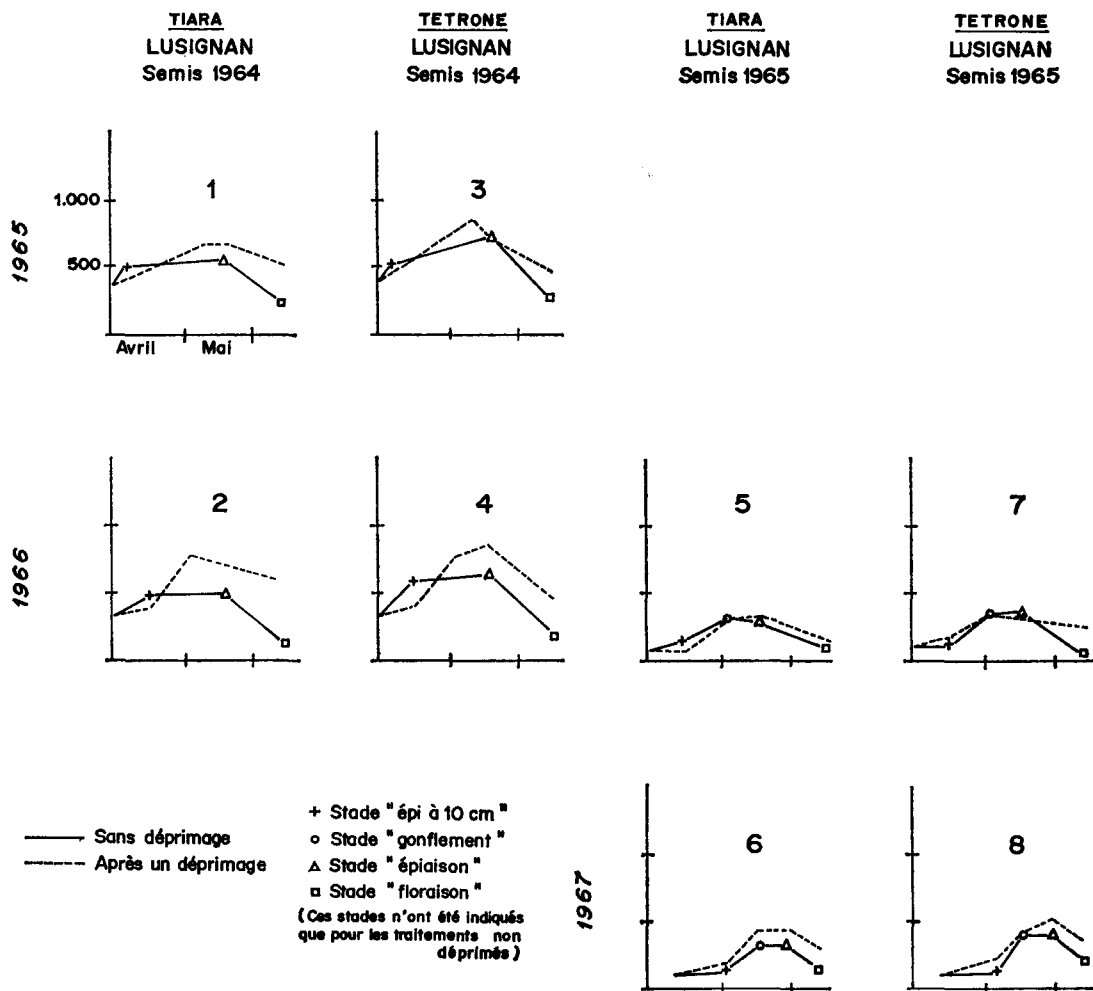 TIARA
LUSIGNAN
Semis 1964
TETRONE
LUSIGNAN
Semis 1964
TIARA
LUSIGNAN
Semis 1965
TETRONE
LUSIGNAN
Semis 1965
1965
1.000
500
1
3
Avril Mai
1966
2
4
5
7
1967
6
8
Sans déprimage
Après un déprimage
+ Stade "épi à 10 cm"
○ Stade "gonflement"
△ Stade "épiaison"
□ Stade "floraison"
(Ces stades n'ont été indiqués
que pour les traitements non
déprimés)